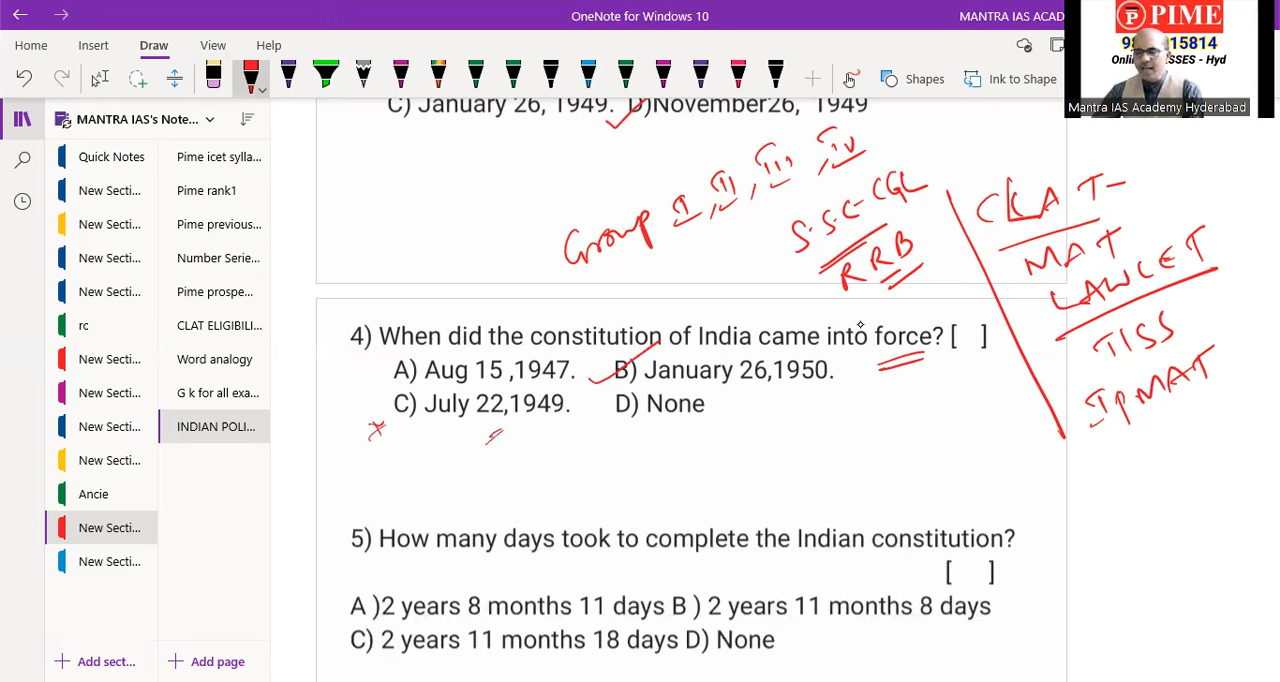 OneNote for Windows 10
MANTRA IAS ACAD
PIME
15814
Mantra IAS Academy Hyderabad
Home Insert Draw View Help
Shapes Ink to Shape
MANTRA IAS's Note...
Quick Notes
New Secti...
New Secti...
New Secti...
New Secti...
rc
New Secti...
New Secti...
New Secti...
New Secti...
Ancie
New Secti...
New Secti...
Add sect...
Pime icet sylla...
Pime rank1
Pime previous...
Number Serie...
Pime prospe...
CLAT ELIGIBILI...
Word analogy
G k for all exa...
INDIAN POLI...
Add page
C) January 26, 1949. D)November26, 1949
Group I, II, III, IV
S.S.C-CGL
RRB
CLAT-
MAT
LAWCET
TISS
IPMAT
4) When did the constitution of India came into force? [ ]
A) Aug 15 ,1947. B) January 26,1950.
C) July 22,1949. D) None
5) How many days took to complete the Indian constitution?
[ ]
A )2 years 8 months 11 days B ) 2 years 11 months 8 days
C) 2 years 11 months 18 days D) None